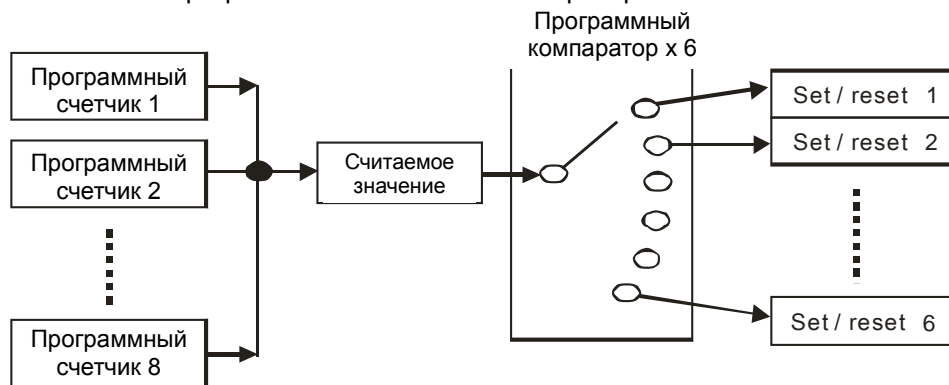 Программный
компаратор x 6
Программный
счетчик 1
Set / reset 1
Программный
счетчик 2
Считаемое
значение
Set / reset 2
Программный
счетчик 8
Set / reset 6